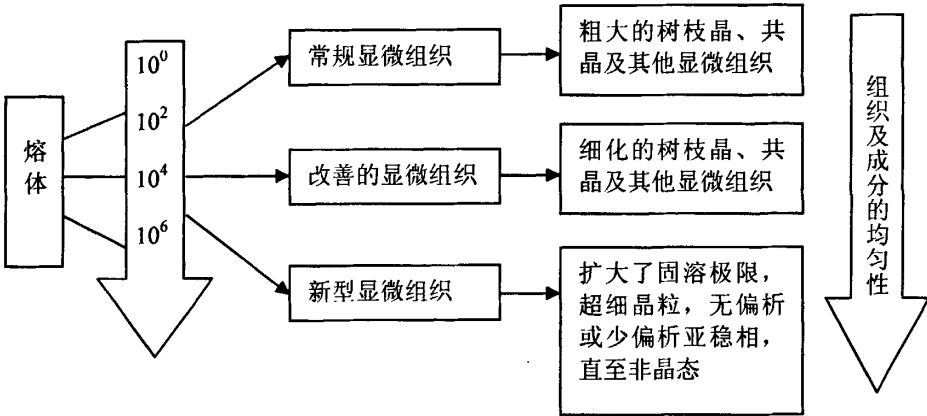 熔
体
10⁰
10²
10⁴
10⁶
常规显微组织
粗大的树枝晶、共
晶及其他显微组织
改善的显微组织
细化的树枝晶、共
晶及其他显微组织
新型显微组织
扩大了固溶极限，
超细晶粒，无偏析
或少偏析亚稳相，
直至非晶态
组织及成分的均匀性